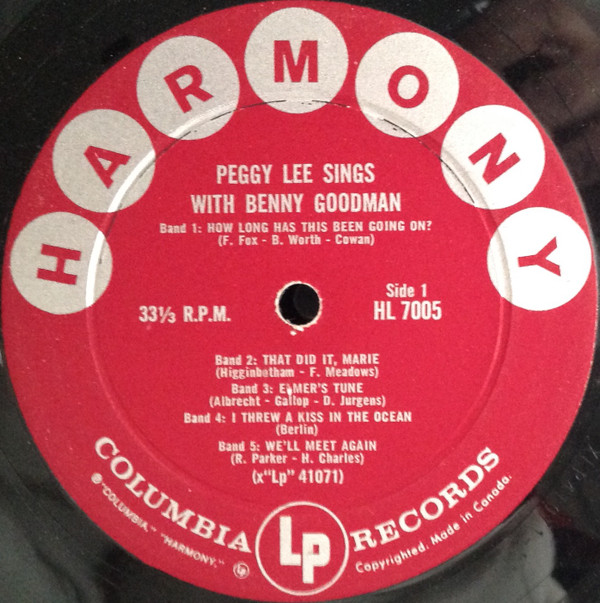 HARMONY
PEGGY LEE SINGS
WITH BENNY GOODMAN
Band 1: HOW LONG HAS THIS BEEN GOING ON?
(F. Fox - B. Worth - Cowan)
33⅓ R.P.M.
Side 1
HL 7005
Band 2: THAT DID IT, MARIE
(Higginbotham - F. Meadows)
Band 3: ELMER'S TUNE
(Albrecht - Gallop - D. Jurgens)
Band 4: I THREW A KISS IN THE OCEAN
(Berlin)
Band 5: WE'LL MEET AGAIN
(R. Parker - H. Charles)
(x"Lp" 41071)
COLUMBIA Lp RECORDS
® "COLUMBIA," "HARMONY," Ⓛ
Copyrighted. Made in Canada.